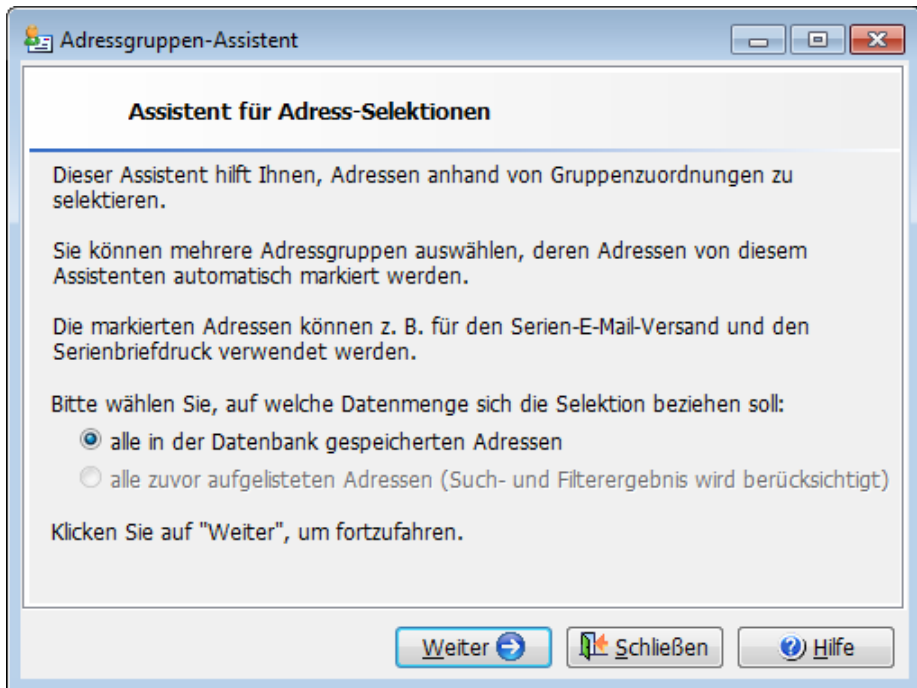 Adressgruppen-Assistent
Assistent für Adress-Selektionen
Dieser Assistent hilft Ihnen, Adressen anhand von Gruppenzuordnungen zu
selektieren.
Sie können mehrere Adressgruppen auswählen, deren Adressen von diesem
Assistenten automatisch markiert werden.
Die markierten Adressen können z. B. für den Serien-E-Mail-Versand und den
Serienbriefdruck verwendet werden.
Bitte wählen Sie, auf welche Datenmenge sich die Selektion beziehen soll:
alle in der Datenbank gespeicherten Adressen
alle zuvor aufgelisteten Adressen (Such- und Filterergebnis wird berücksichtigt)
Klicken Sie auf "Weiter", um fortzufahren.
Weiter Schließen Hilfe